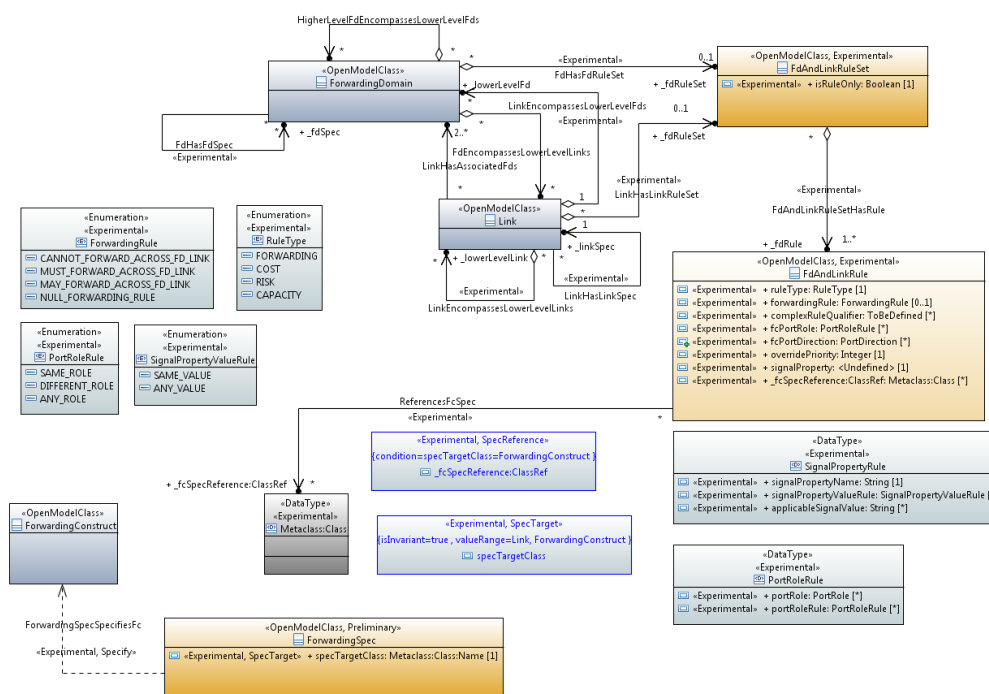 HigherLevelFdEncompassesLowerLevelFds
*
*
«OpenModelClass»
ForwardingDomain
«Experimental»
FdHasFdRuleSet
*
0..1
+ _fdRuleSet
«OpenModelClass, Experimental»
FdAndLinkRuleSet
«Experimental» + isRuleOnly: Boolean [1]
+ _lowerLevelFd
*
LinkEncompassesLowerLevelFds
«Experimental»
0..1
+ _fdRuleSet
*
*
+ _fdSpec
FdHasFdSpec
«Experimental»
2..*
FdEncompassesLowerLevelLinks
LinkHasAssociatedFds
*
*
*
*
«Experimental»
LinkHasLinkRuleSet
«Experimental»
FdAndLinkRuleSetHasRule
+ _fdRule
1..*
«OpenModelClass»
Link
1
*
1
+ _linkSpec
+ _lowerLevelLink
*
*
*
«Experimental»
LinkEncompassesLowerLevelLinks
«Experimental»
LinkHasLinkSpec
«Enumeration»
«Experimental»
ForwardingRule
CANNOT_FORWARD_ACROSS_FD_LINK
MUST_FORWARD_ACROSS_FD_LINK
MAY_FORWARD_ACROSS_FD_LINK
NULL_FORWARDING_RULE
«Enumeration»
«Experimental»
RuleType
FORWARDING
COST
RISK
CAPACITY
«OpenModelClass, Experimental»
FdAndLinkRule
«Experimental» + ruleType: RuleType [1]
«Experimental» + forwardingRule: ForwardingRule [0..1]
«Experimental» + complexRuleQualifier: ToBeDefined [*]
«Experimental» + fcPortRole: PortRoleRule [*]
«Experimental» + fcPortDirection: PortDirection [*]
«Experimental» + overridePriority: Integer [1]
«Experimental» + signalProperty: <Undefined> [1]
«Experimental» + _fcSpecReference:ClassRef: Metaclass:Class [*]
«Enumeration»
«Experimental»
PortRoleRule
SAME_ROLE
DIFFERENT_ROLE
ANY_ROLE
«Enumeration»
«Experimental»
SignalPropertyValueRule
SAME_VALUE
ANY_VALUE
ReferencesFcSpec
«Experimental»
*
«Experimental, SpecReference»
{condition=specTargetClass=ForwardingConstruct }
_fcSpecReference:ClassRef
«DataType»
«Experimental»
SignalPropertyRule
«Experimental» + signalPropertyName: String [1]
«Experimental» + signalPropertyValueRule: SignalPropertyValueRule [
«Experimental» + applicableSignalValue: String [*]
+ _fcSpecReference:ClassRef
*
«DataType»
«Experimental»
Metaclass:Class
«OpenModelClass»
ForwardingConstruct
«Experimental, SpecTarget»
{isInvariant=true , valueRange=Link, ForwardingConstruct }
specTargetClass
«DataType»
«Experimental»
PortRoleRule
«Experimental» + portRole: PortRole [*]
«Experimental» + portRoleRule: PortRoleRule [*]
ForwardingSpecSpecifiesFc
«Experimental, Specify»
«OpenModelClass, Preliminary»
ForwardingSpec
«Experimental, SpecTarget» + specTargetClass: Metaclass:Class:Name [1]